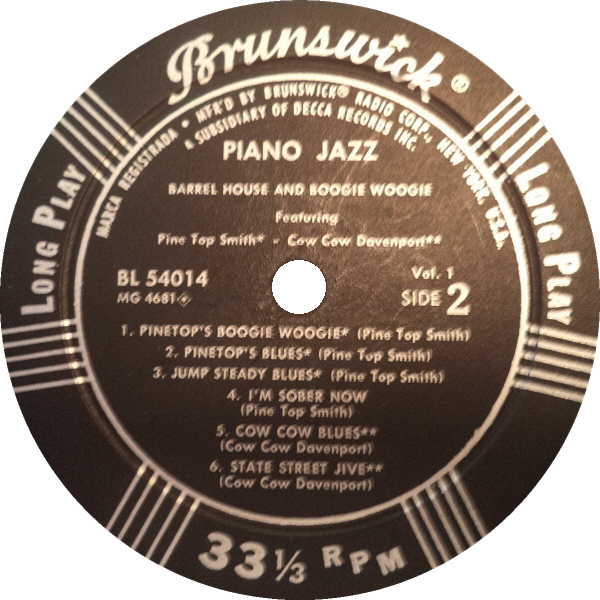 Brunswick ®
MARCA REGISTRADA • MFR'D BY BRUNSWICK® RADIO CORP., NEW YORK, U.S.A.
A SUBSIDIARY OF DECCA RECORDS INC.
PIANO JAZZ
BARREL HOUSE AND BOOGIE WOOGIE
Featuring
Pine Top Smith* - Cow Cow Davenport**
LONG PLAY
LONG PLAY
BL 54014
MG 4681
Vol. 1
SIDE 2
1. PINETOP'S BOOGIE WOOGIE* (Pine Top Smith)
2. PINETOP'S BLUES* (Pine Top Smith)
3. JUMP STEADY BLUES* (Pine Top Smith)
4. I'M SOBER NOW
(Pine Top Smith)
5. COW COW BLUES**
(Cow Cow Davenport)
6. STATE STREET JIVE**
(Cow Cow Davenport)
33 1/3 RPM